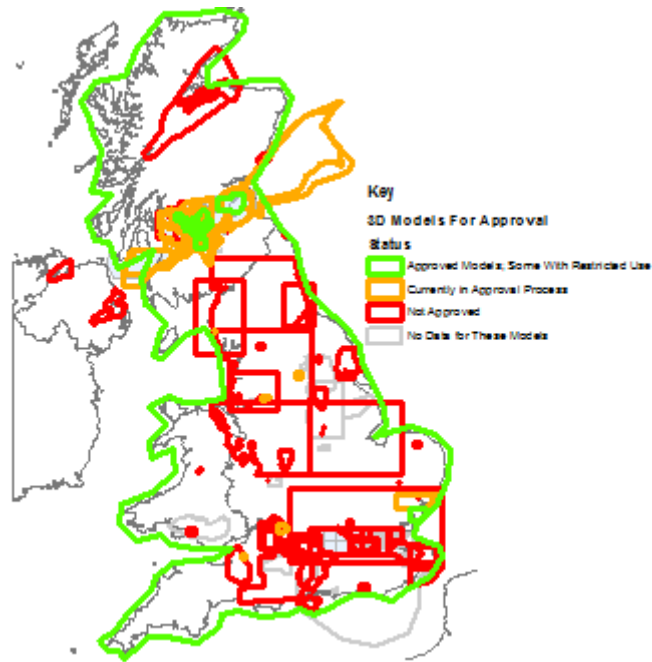 Key
3D Models For Approval
Status
Approved Models, Some With Restricted Use
Currently in Approval Process
Not Approved
No Data for These Models